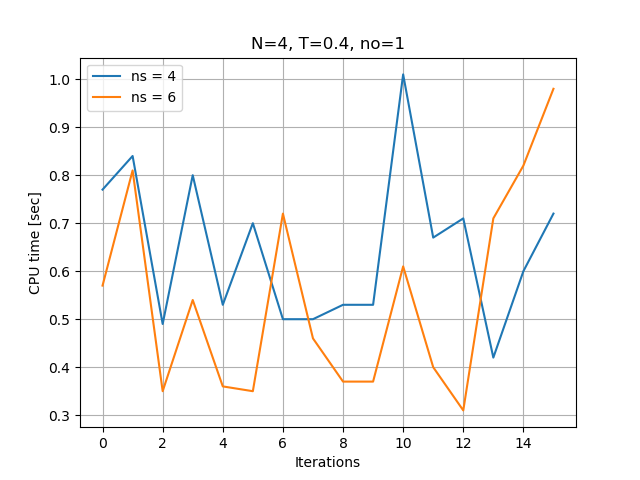 N=4, T=0.4, no=1
ns = 4
ns = 6
CPU time [sec]
1.0
0.9
0.8
0.7
0.6
0.5
0.4
0.3
0 2 4 6 8 10 12 14
Iterations